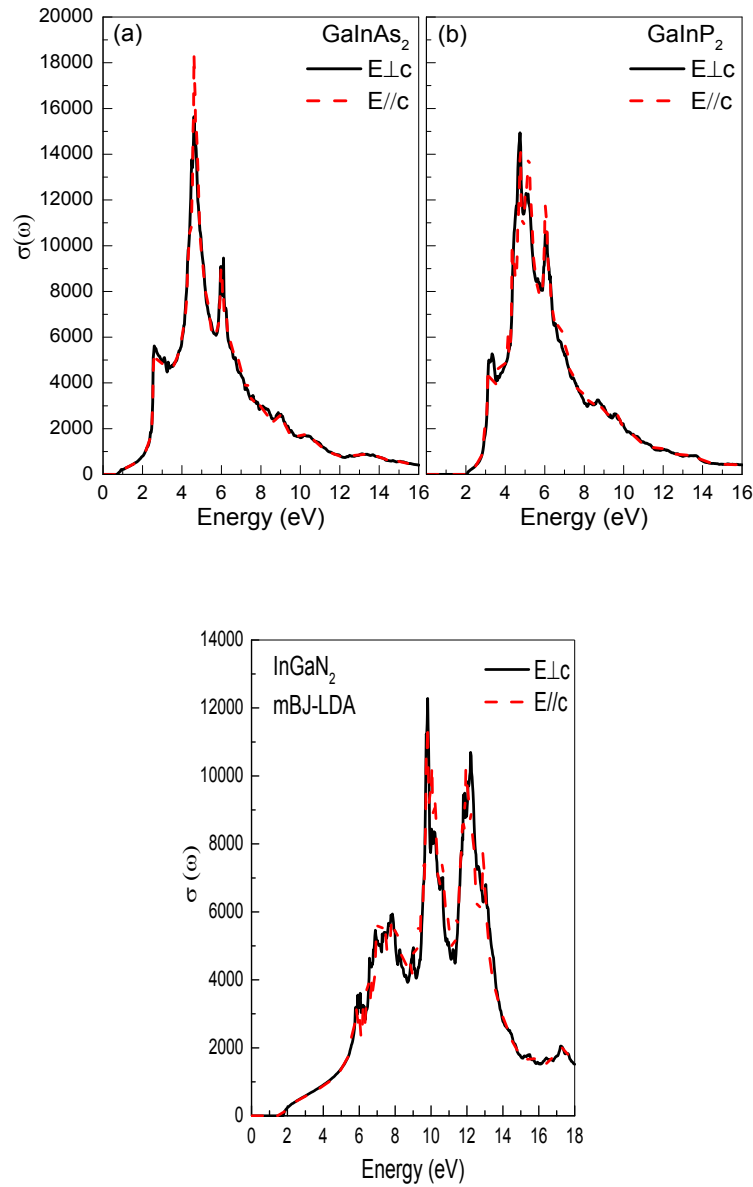 (a) GaInAs₂
E⊥c
E//c
20000
18000
16000
14000
12000
10000
8000
6000
4000
2000
0
σ(ω)
0 2 4 6 8 10 12 14 16
Energy (eV)
(b) GaInP₂
E⊥c
E//c
2 4 6 8 10 12 14 16
Energy (eV)
InGaN₂
mBJ-LDA
E⊥c
E//c
14000
12000
10000
8000
6000
4000
2000
0
σ (ω)
0 2 4 6 8 10 12 14 16 18
Energy (eV)